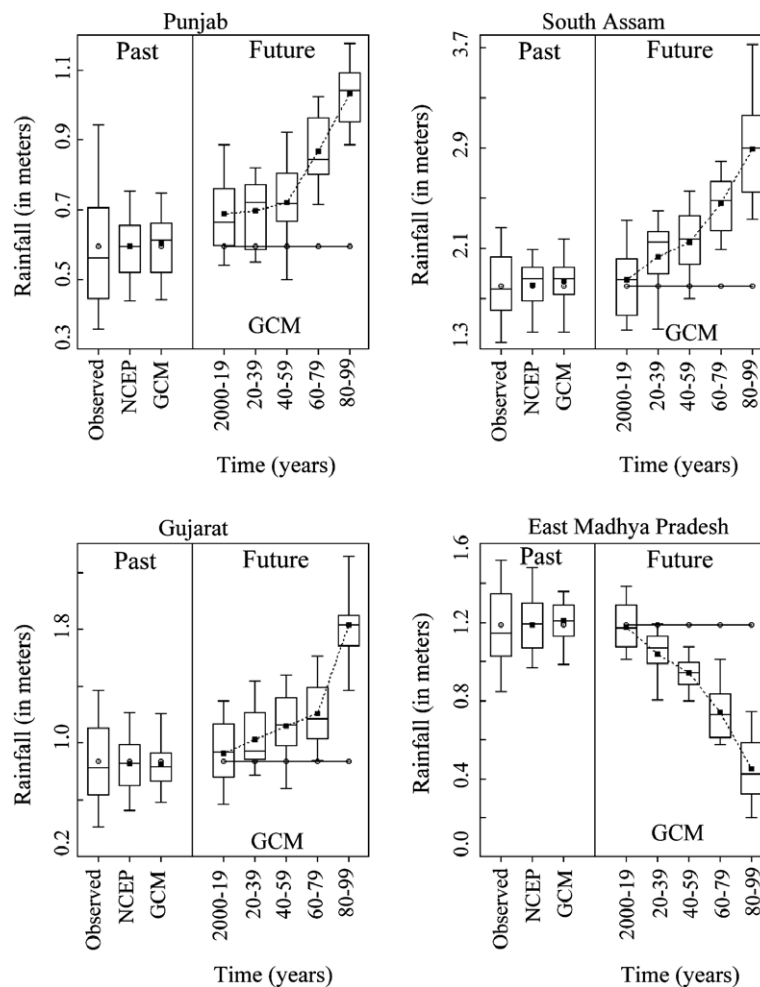 Punjab
Past
Future
Rainfall (in meters)
1.1
0.9
0.7
0.5
0.3
GCM
Observed
NCEP
GCM
2000-19
20-39
40-59
60-79
80-99
Time (years)
South Assam
Past
Future
Rainfall (in meters)
3.7
2.9
2.1
1.3
GCM
Observed
NCEP
GCM
2000-19
20-39
40-59
60-79
80-99
Time (years)
Gujarat
Past
Future
Rainfall (in meters)
1.8
1.0
0.2
GCM
Observed
NCEP
GCM
2000-19
20-39
40-59
60-79
80-99
Time (years)
East Madhya Pradesh
Past
Future
Rainfall (in meters)
1.6
1.2
0.8
0.4
0.0
GCM
Observed
NCEP
GCM
2000-19
20-39
40-59
60-79
80-99
Time (years)